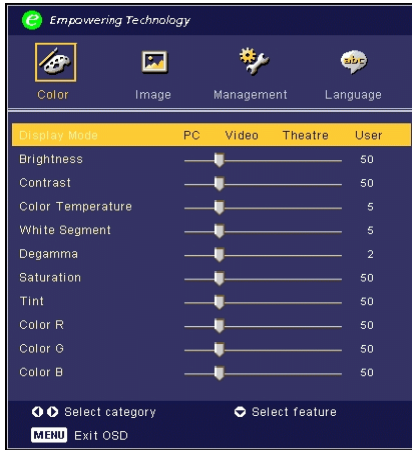 Empowering Technology
Color Image Management Language
Display Mode PC Video Theatre User
Brightness 50
Contrast 50
Color Temperature 5
White Segment 5
Degamma 2
Saturation 50
Tint 50
Color R 50
Color G 50
Color B 50
Select category Select feature
MENU Exit OSD